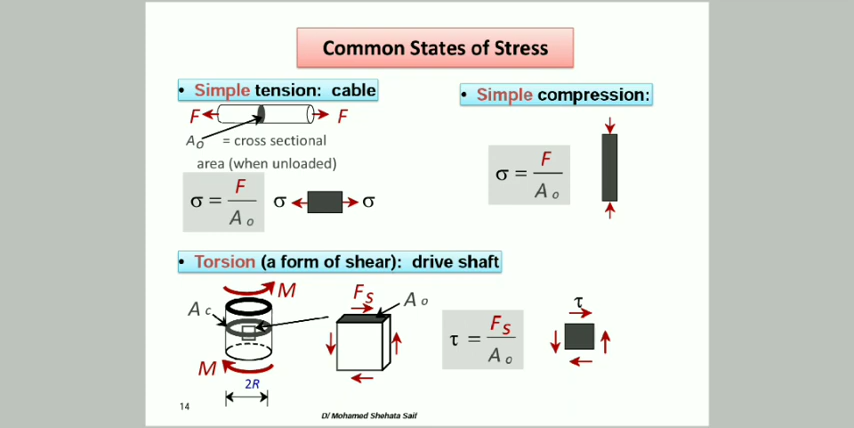 Common States of Stress
• Simple tension: cable
F F
Ao = cross sectional
area (when unloaded)
σ = F / Ao
σ σ
• Simple compression:
σ = F / Ao
• Torsion (a form of shear): drive shaft
M
Ac
M
2R
Fs
Ao
τ = Fs / Ao
τ
14
D/ Mohamed Shehata Saif